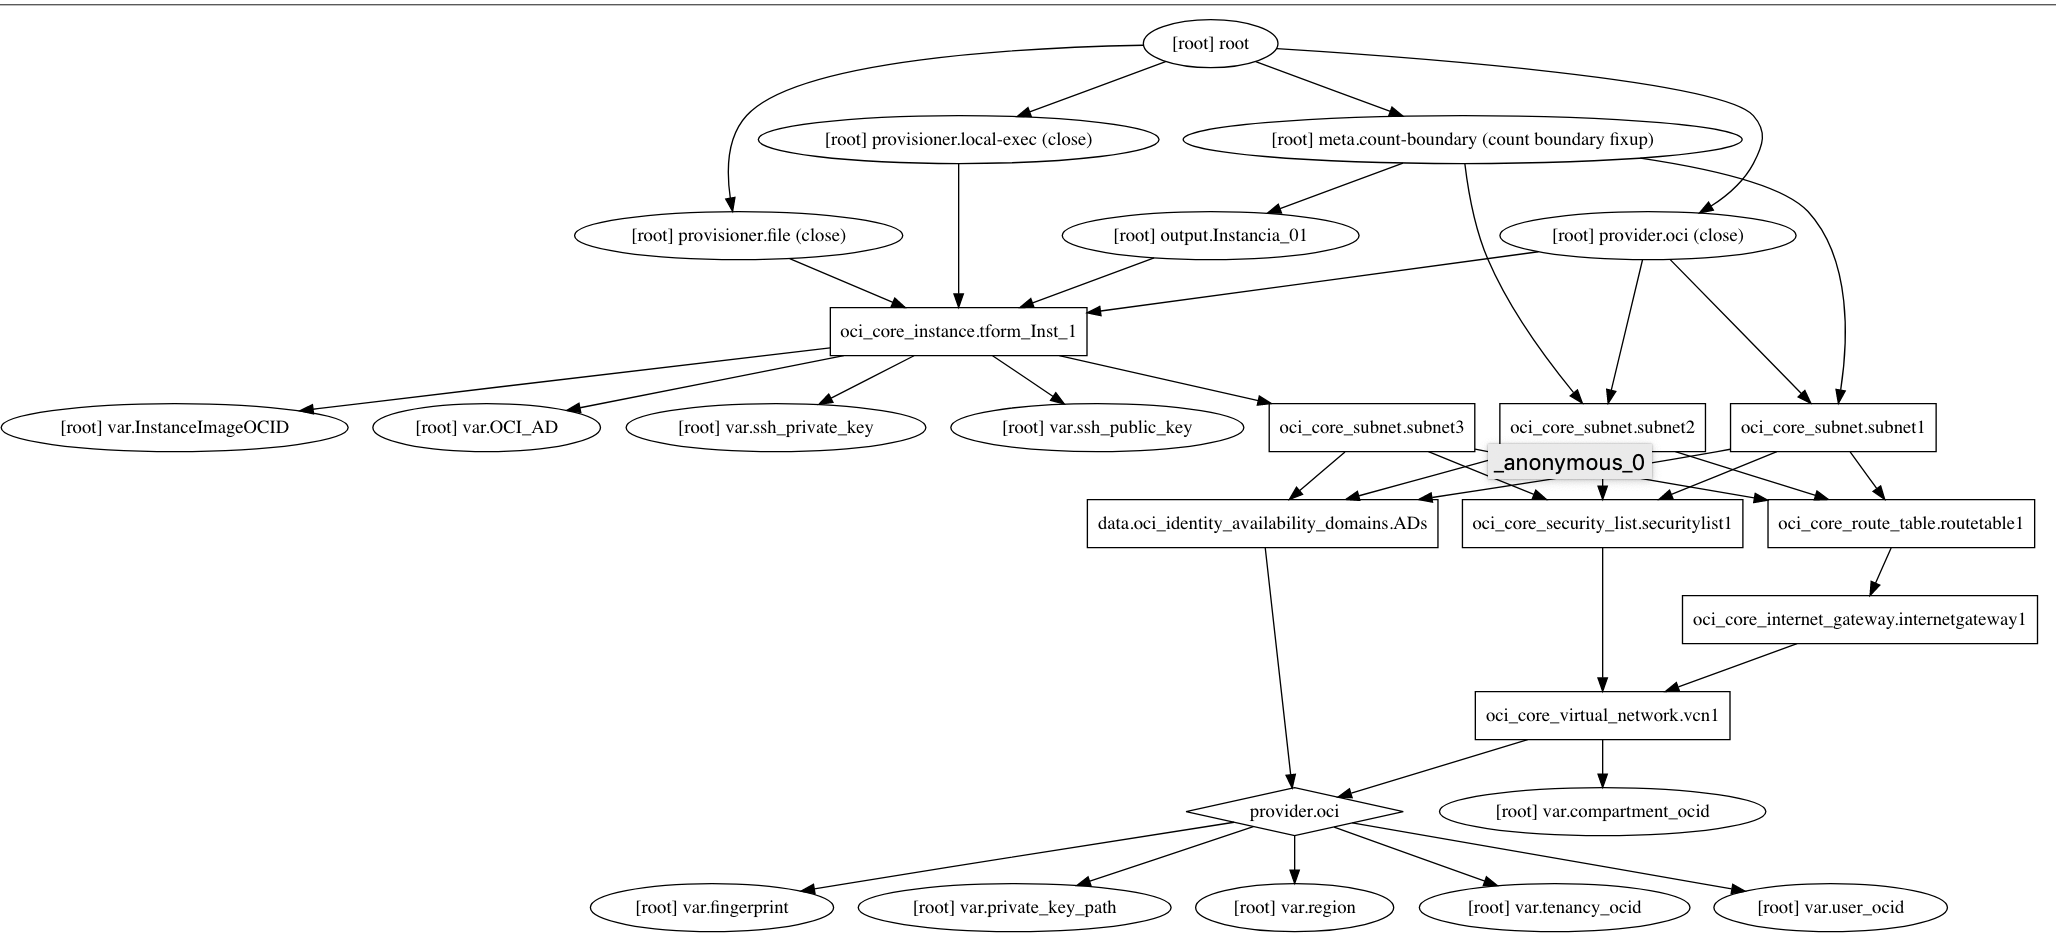 [root] root
[root] provisioner.local-exec (close)
[root] meta.count-boundary (count boundary fixup)
[root] provisioner.file (close)
[root] output.Instancia_01
[root] provider.oci (close)
oci_core_instance.tform_Inst_1
[root] var.InstanceImageOCID
[root] var.OCI_AD
[root] var.ssh_private_key
[root] var.ssh_public_key
oci_core_subnet.subnet3
oci_core_subnet.subnet2
oci_core_subnet.subnet1
_anonymous_0
data.oci_identity_availability_domains.ADs
oci_core_security_list.securitylist1
oci_core_route_table.routetable1
oci_core_internet_gateway.internetgateway1
oci_core_virtual_network.vcn1
provider.oci
[root] var.compartment_ocid
[root] var.fingerprint
[root] var.private_key_path
[root] var.region
[root] var.tenancy_ocid
[root] var.user_ocid